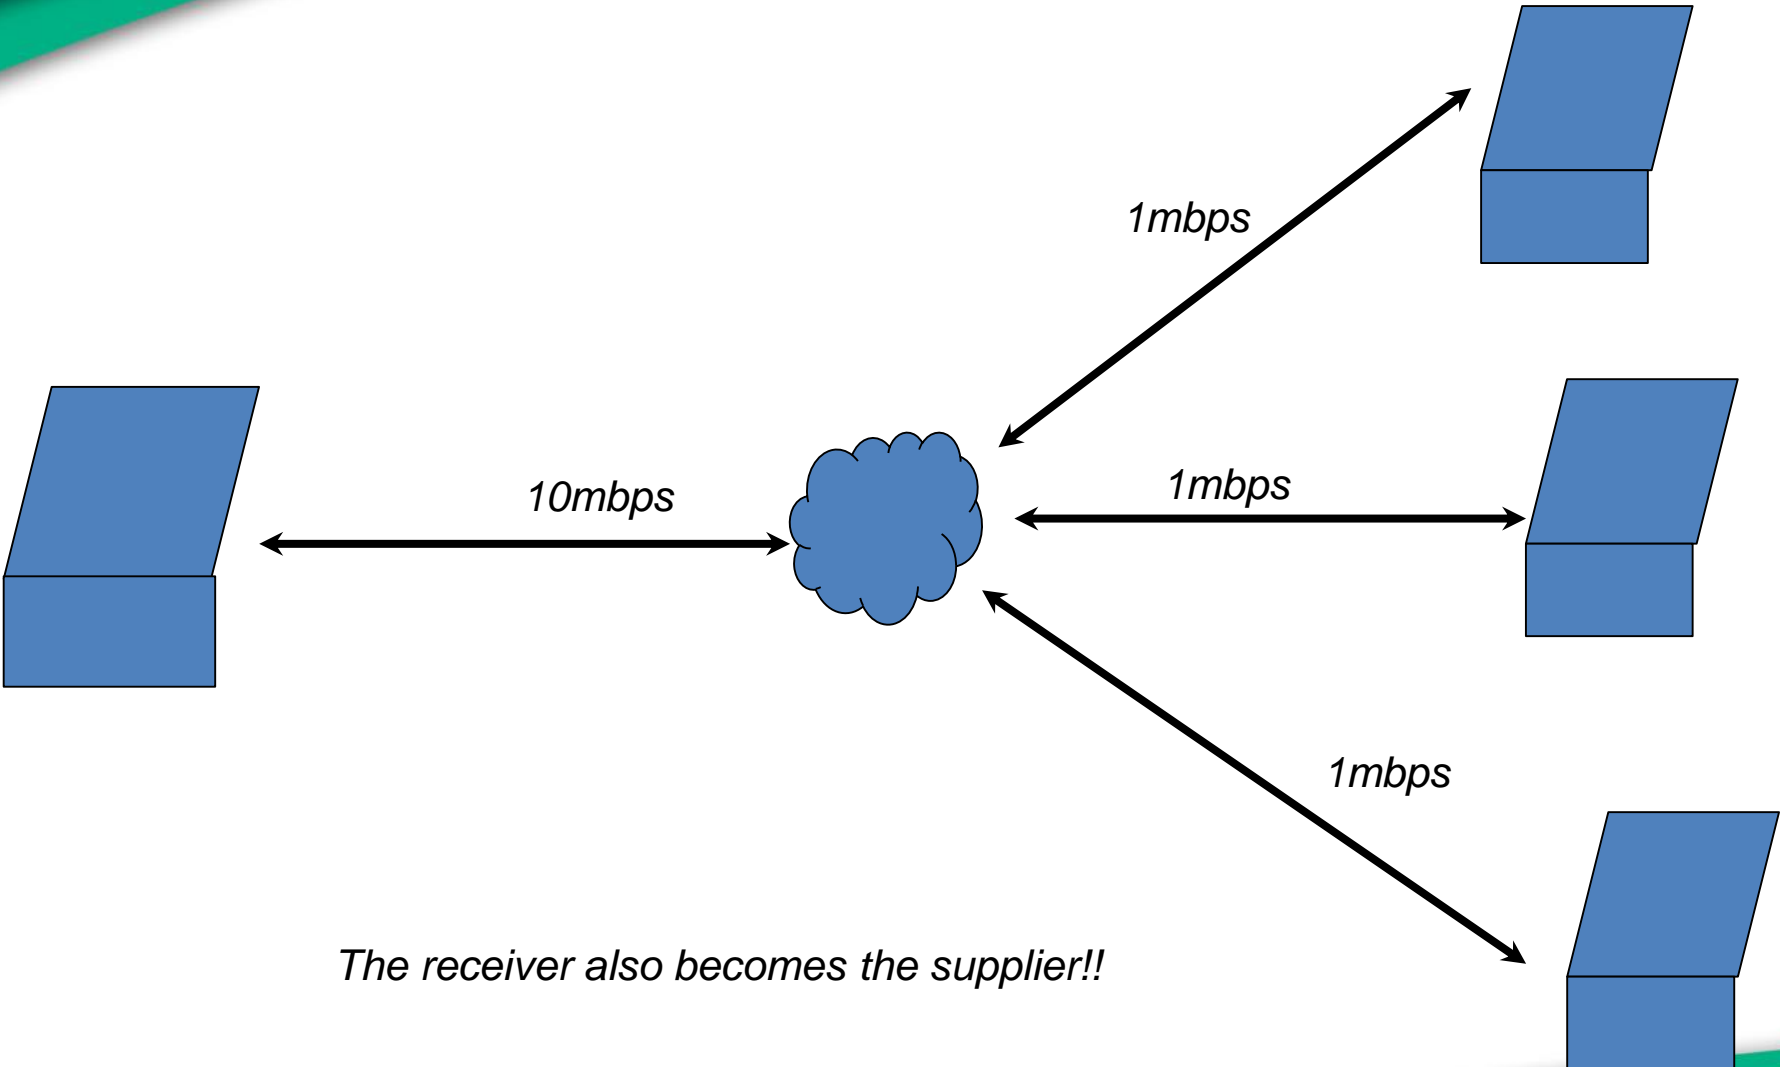 1mbps
10mbps
1mbps
1mbps
The receiver also becomes the supplier!!